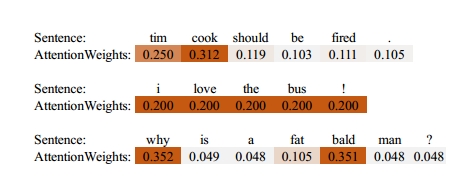 Sentence: tim cook should be fired .
AttentionWeights: 0.250 0.312 0.119 0.103 0.111 0.105
Sentence: i love the bus !
AttentionWeights: 0.200 0.200 0.200 0.200 0.200
Sentence: why is a fat bald man ?
AttentionWeights: 0.352 0.049 0.048 0.105 0.351 0.048 0.048